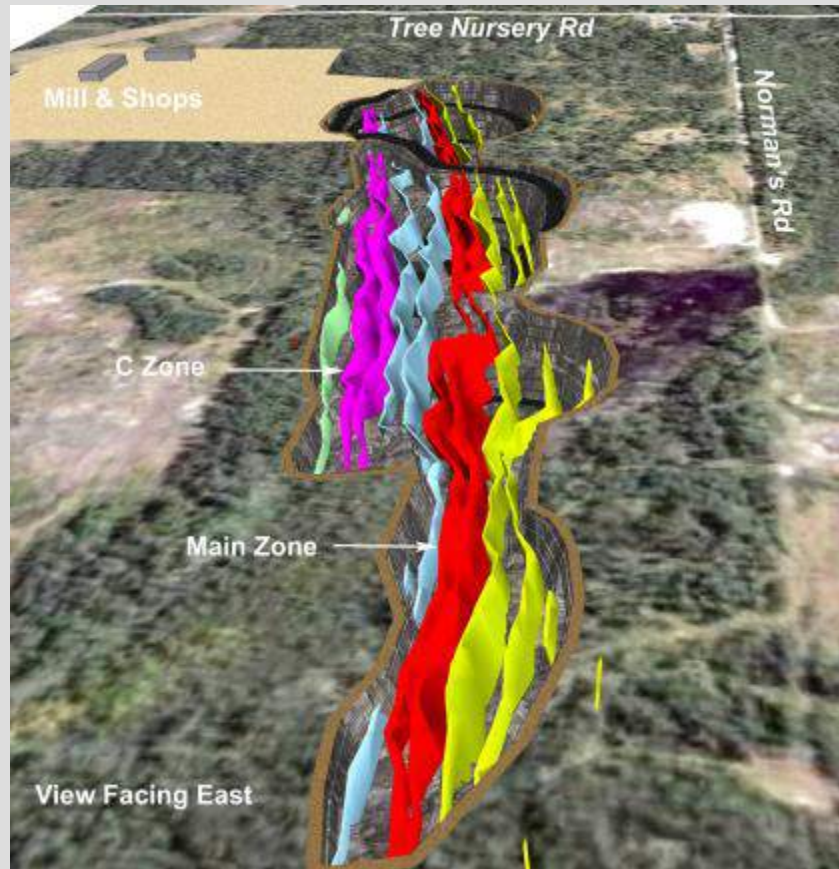 Tree Nursery Rd
Mill & Shops
Norman's Rd
C Zone
Main Zone
View Facing East